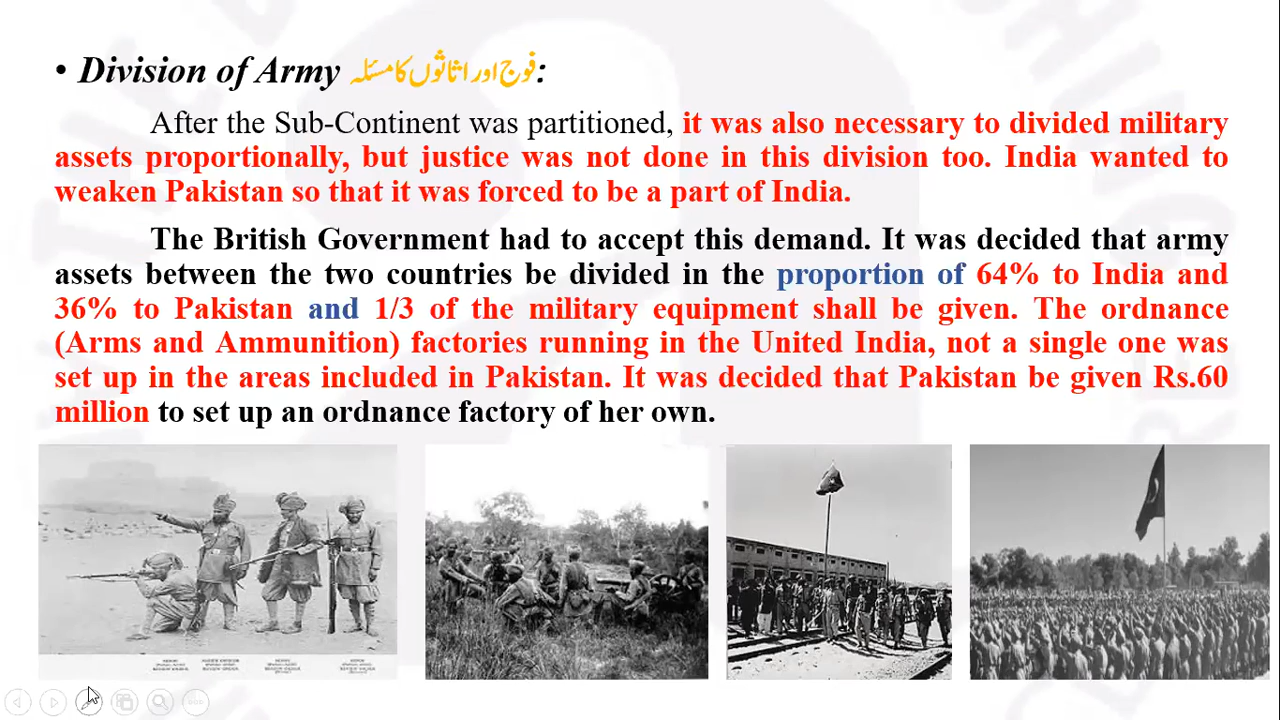 • Division of Army فوج اور اثاثوں کا مسئلہ:
After the Sub-Continent was partitioned, it was also necessary to divided military
assets proportionally, but justice was not done in this division too. India wanted to
weaken Pakistan so that it was forced to be a part of India.
The British Government had to accept this demand. It was decided that army
assets between the two countries be divided in the proportion of 64% to India and
36% to Pakistan and 1/3 of the military equipment shall be given. The ordnance
(Arms and Ammunition) factories running in the United India, not a single one was
set up in the areas included in Pakistan. It was decided that Pakistan be given Rs.60
million to set up an ordnance factory of her own.